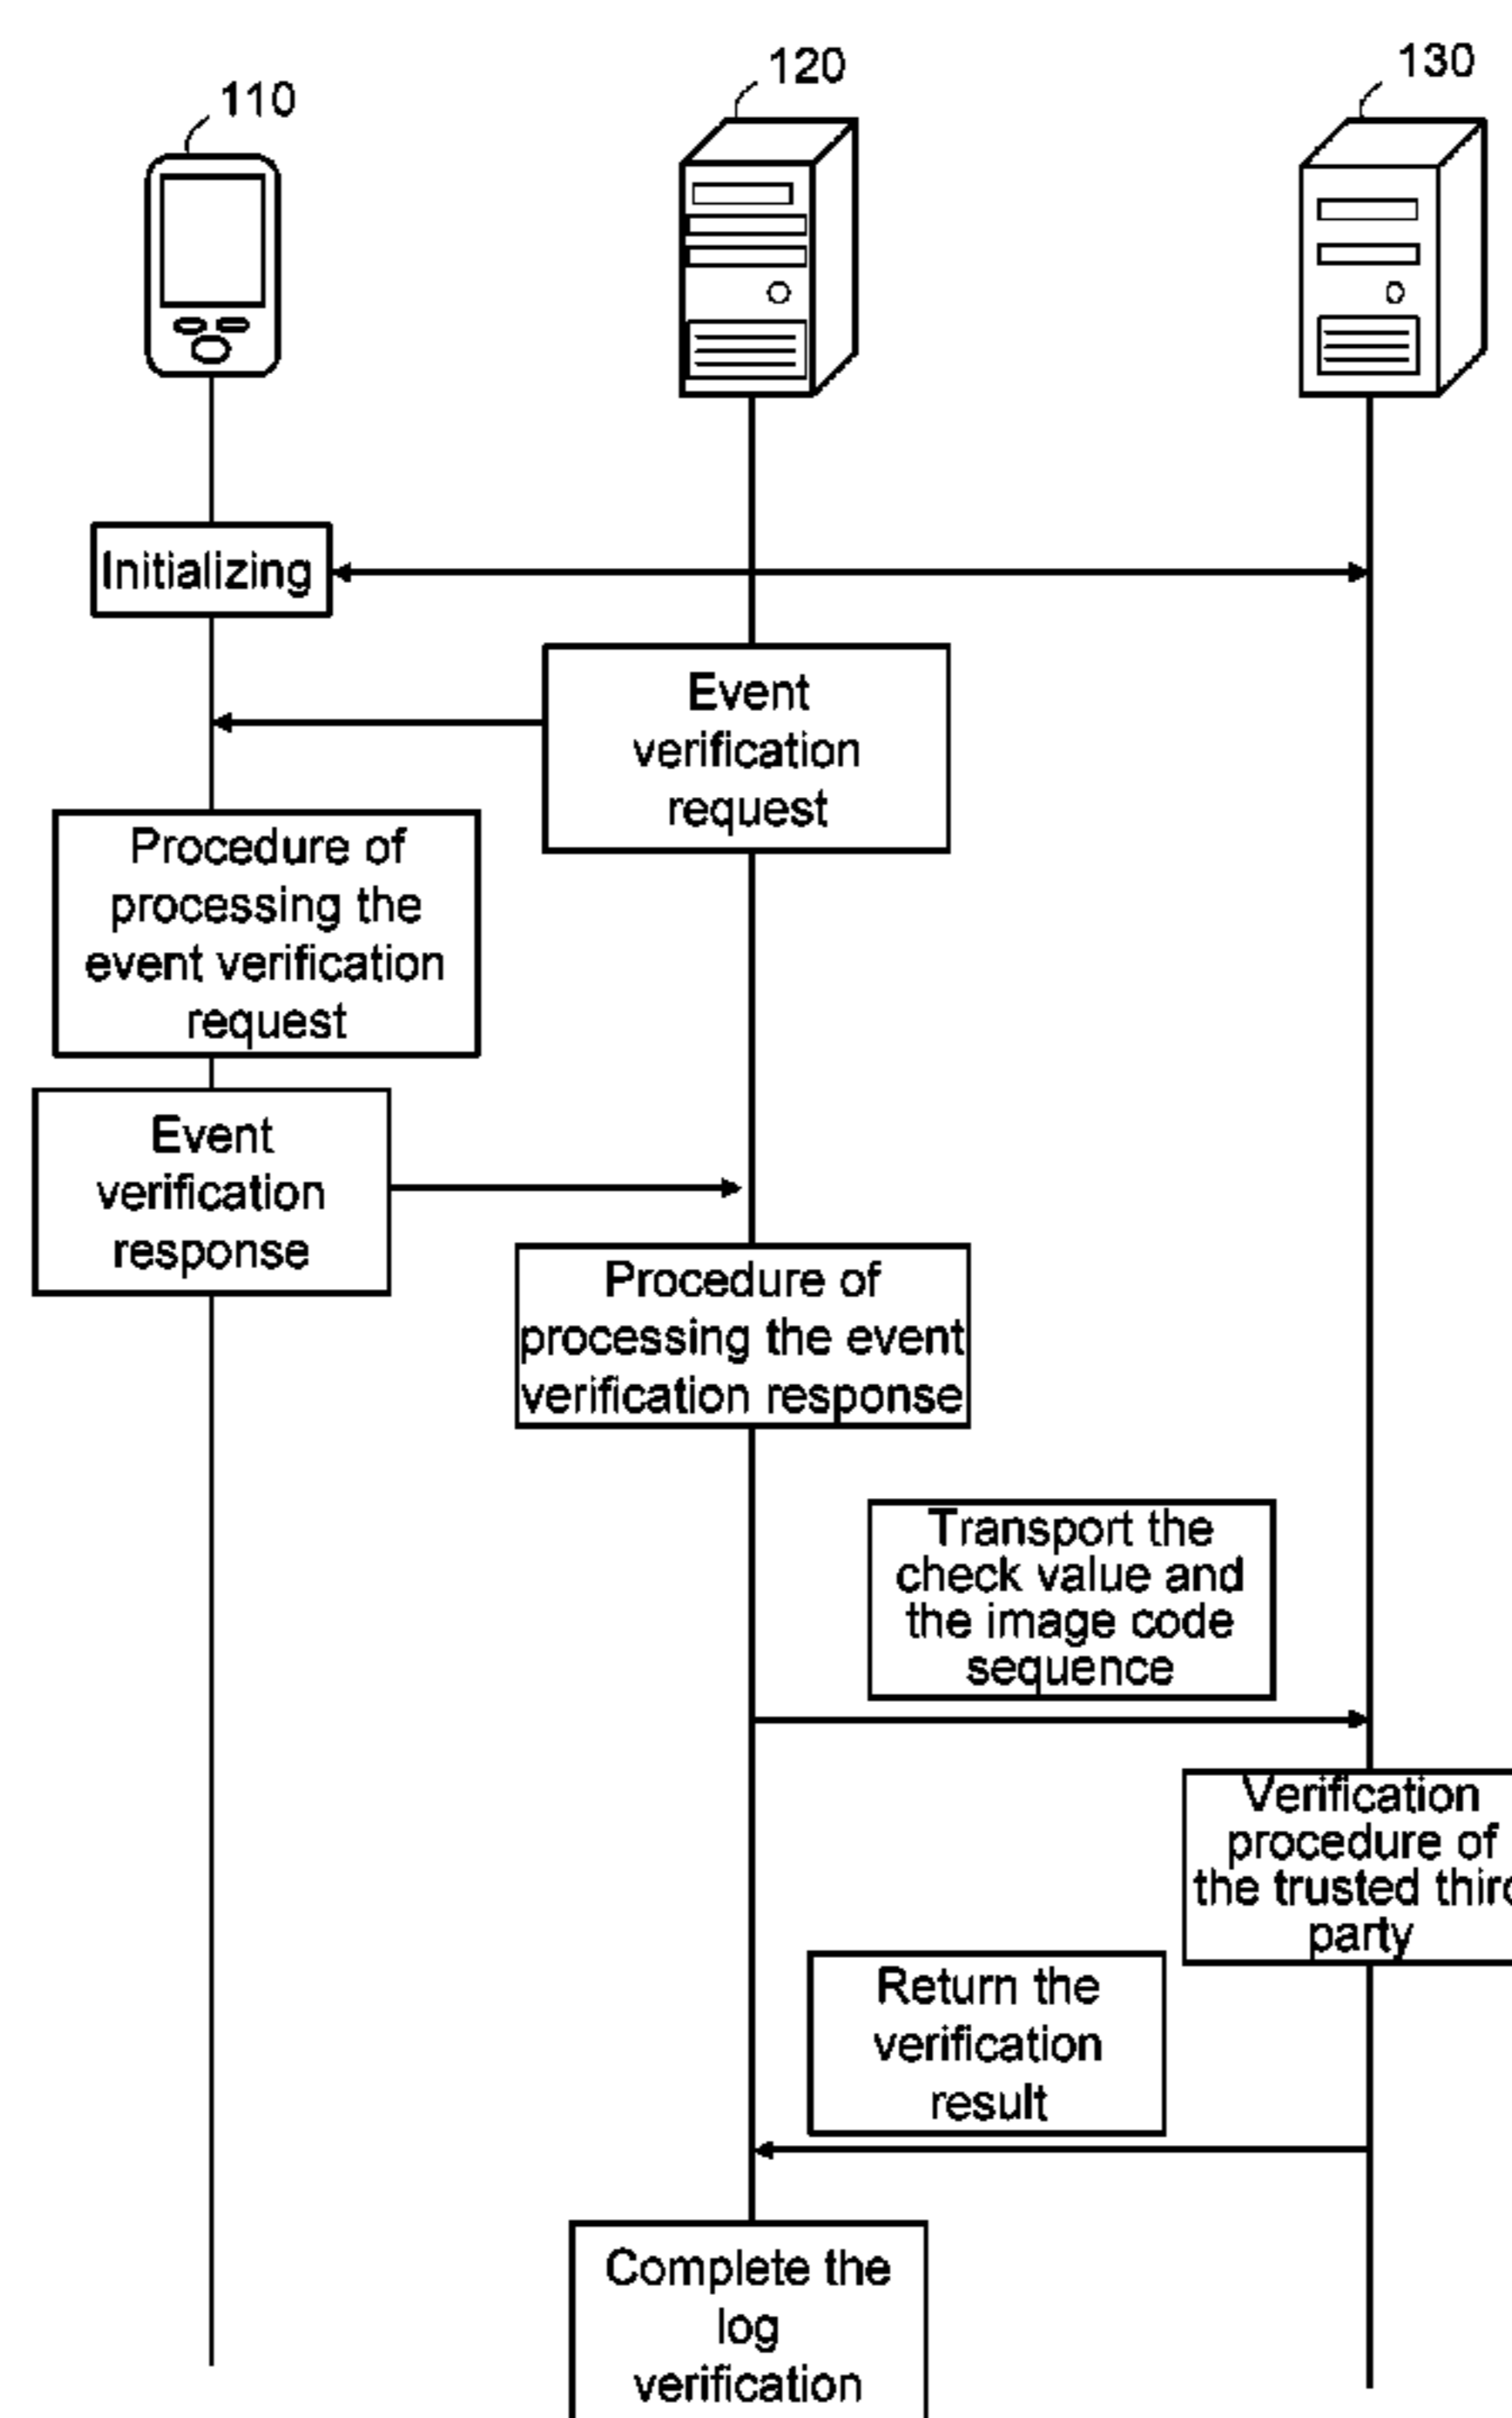 110
120
130
Initializing
Event
verification
request
Procedure of
processing the
event verification
request
Event
verification
response
Procedure of
processing the event
verification response
Transport the
check value and
the image code
sequence
Verification
procedure of
the trusted third
party
Return the
verification
result
Complete the
log
verification